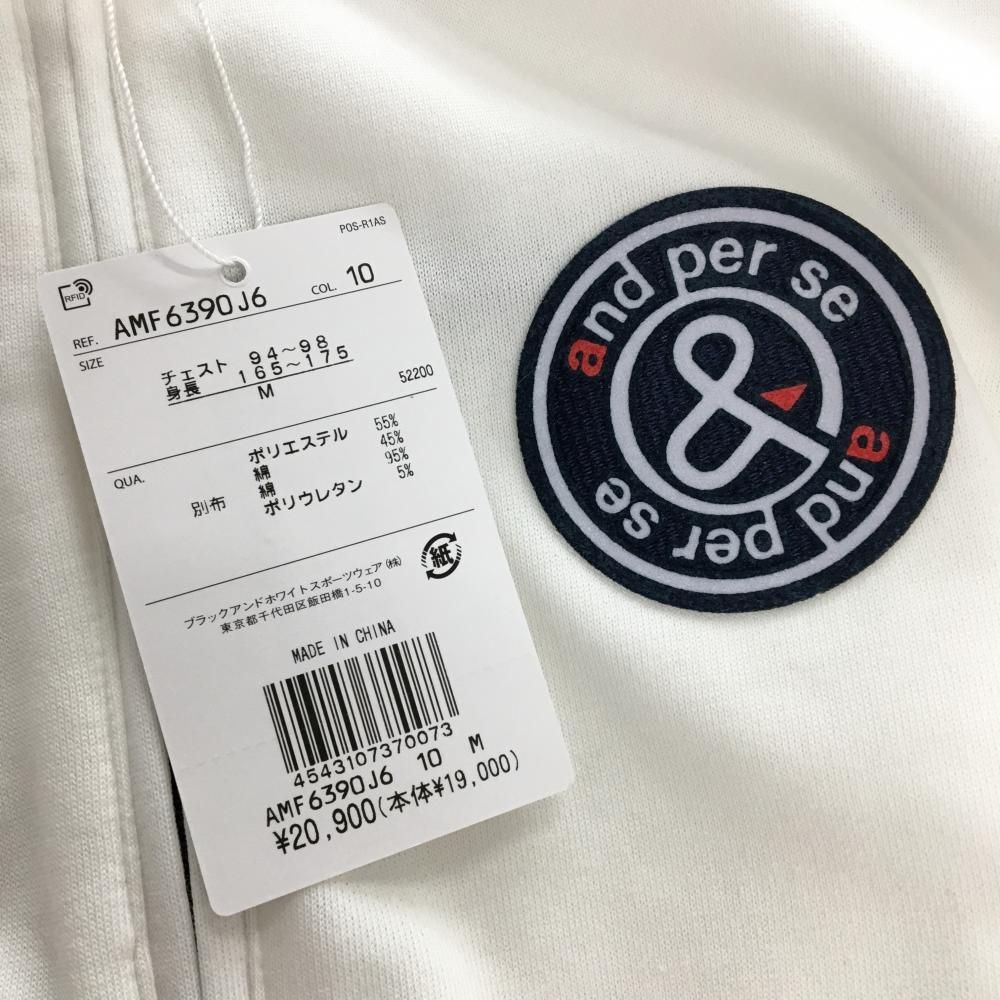 POS-R1AS
RFID
REF. AMF6390J6 COL. 10
SIZE
チェスト 94~98
身長 165~175
M
52200
QUA.
ポリエステル 55%
綿 45%
別布 綿 95%
ポリウレタン 5%
紙
ブラックアンドホワイトスポーツウェア(株)
東京都千代田区飯田橋1-5-10
MADE IN CHINA
4543107370073
AMF6390J6 10 M
¥20,900(本体¥19,000)
and per se
&
and per se